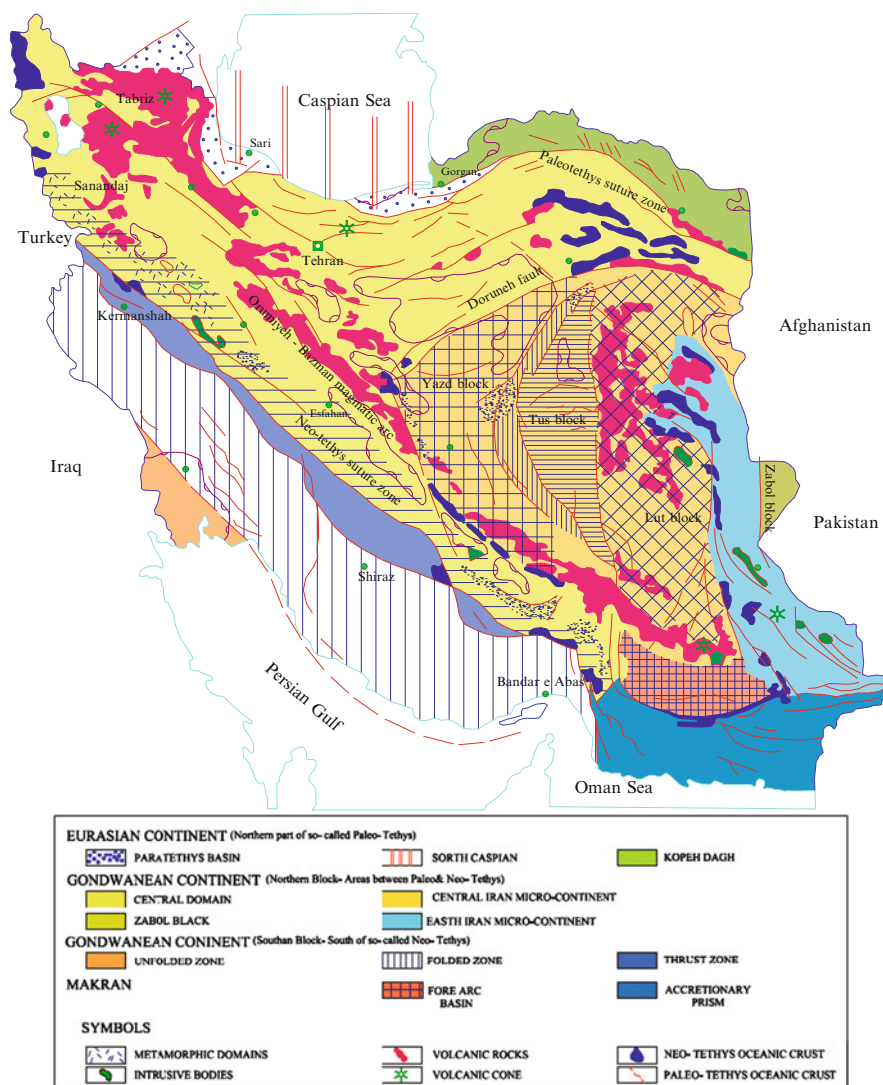 Caspian Sea
Tabriz
Sari
Gorgan
Paleotethys suture zone
Sanandaj
Turkey
Tehran
Doruneh fault
Kermanshah
Afghanistan
Orumiyeh - Bazman magmatic arc
Yazd block
Esfahan
Tus block
Neo-tethys suture zone
Iraq
Zabol block
Lut block
Pakistan
Shiraz
Persian Gulf
Bandar e Abas
Oman Sea
EURASIAN CONTINENT (Northern part of so- called Paleo- Tethys)
PARATETHYS BASIN SORTH CASPIAN KOPEH DAGH
GONDWANEAN CONTINENT (Northern Block- Areas between Paleo& Neo- Tethys)
CENTRAL DOMAIN CENTRAL IRAN MICRO-CONTINENT
ZABOL BLACK EASTH IRAN MICRO-CONTINENT
GONDWANEAN CONINENT (Southan Block- South of so-called Neo- Tethys)
UNFOLDED ZONE FOLDED ZONE THRUST ZONE
MAKRAN
FORE ARC BASIN ACCRETIONARY PRISM
SYMBOLS
METAMORPHIC DOMAINS VOLCANIC ROCKS NEO- TETHYS OCEANIC CRUST
INTRUSIVE BODIES VOLCANIC CONE PALEO- TETHYS OCEANIC CRUST